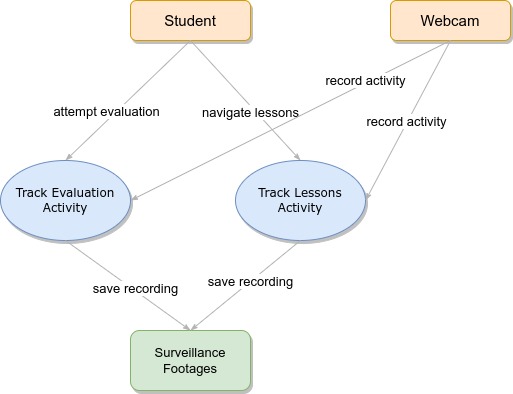 Student
Webcam
record activity
attempt evaluation
navigate lessons
record activity
Track Evaluation
Activity
Track Lessons
Activity
save recording
save recording
Surveillance
Footages